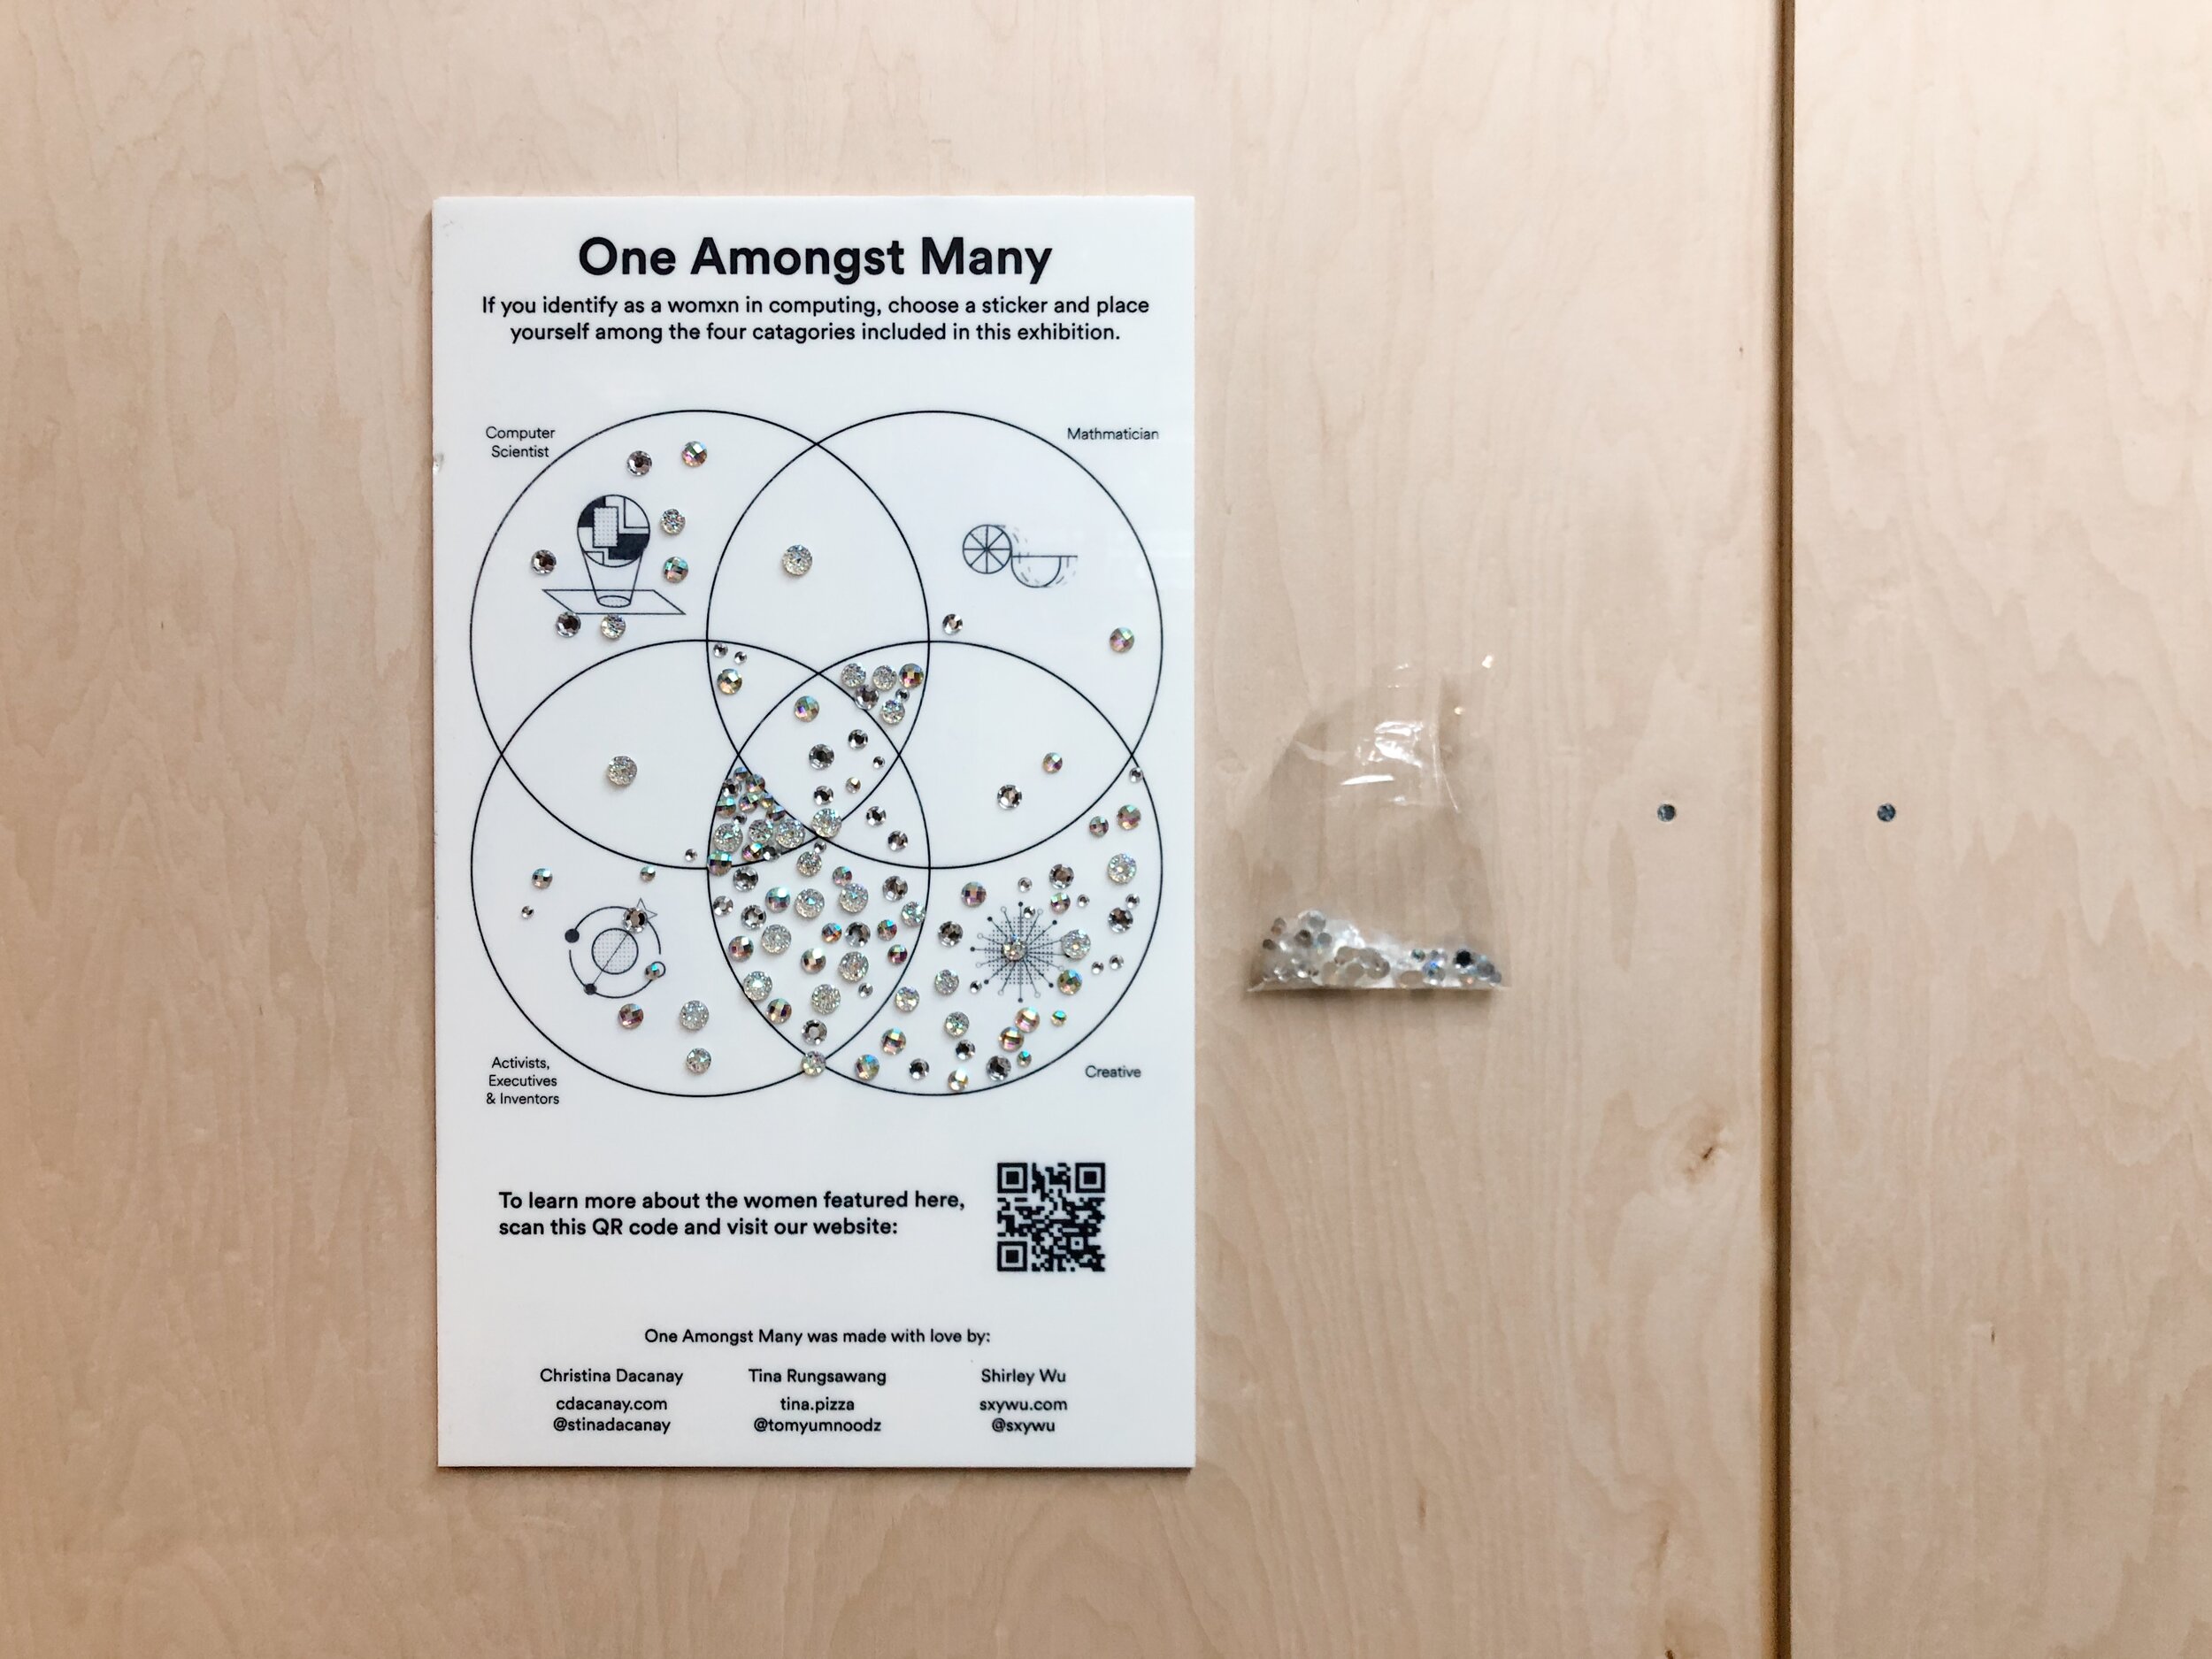 One Amongst Many
If you identify as a womxn in computing, choose a sticker and place
yourself among the four catagories included in this exhibition.
Computer
Scientist
Mathmatician
Activists,
Executives
& Inventors
Creative
To learn more about the women featured here,
scan this QR code and visit our website:
One Amongst Many was made with love by:
Christina Dacanay
cdacanay.com
@stinadacanay
Tina Rungsawang
tina.pizza
@tomyumnoodz
Shirley Wu
sxywu.com
@sxywu